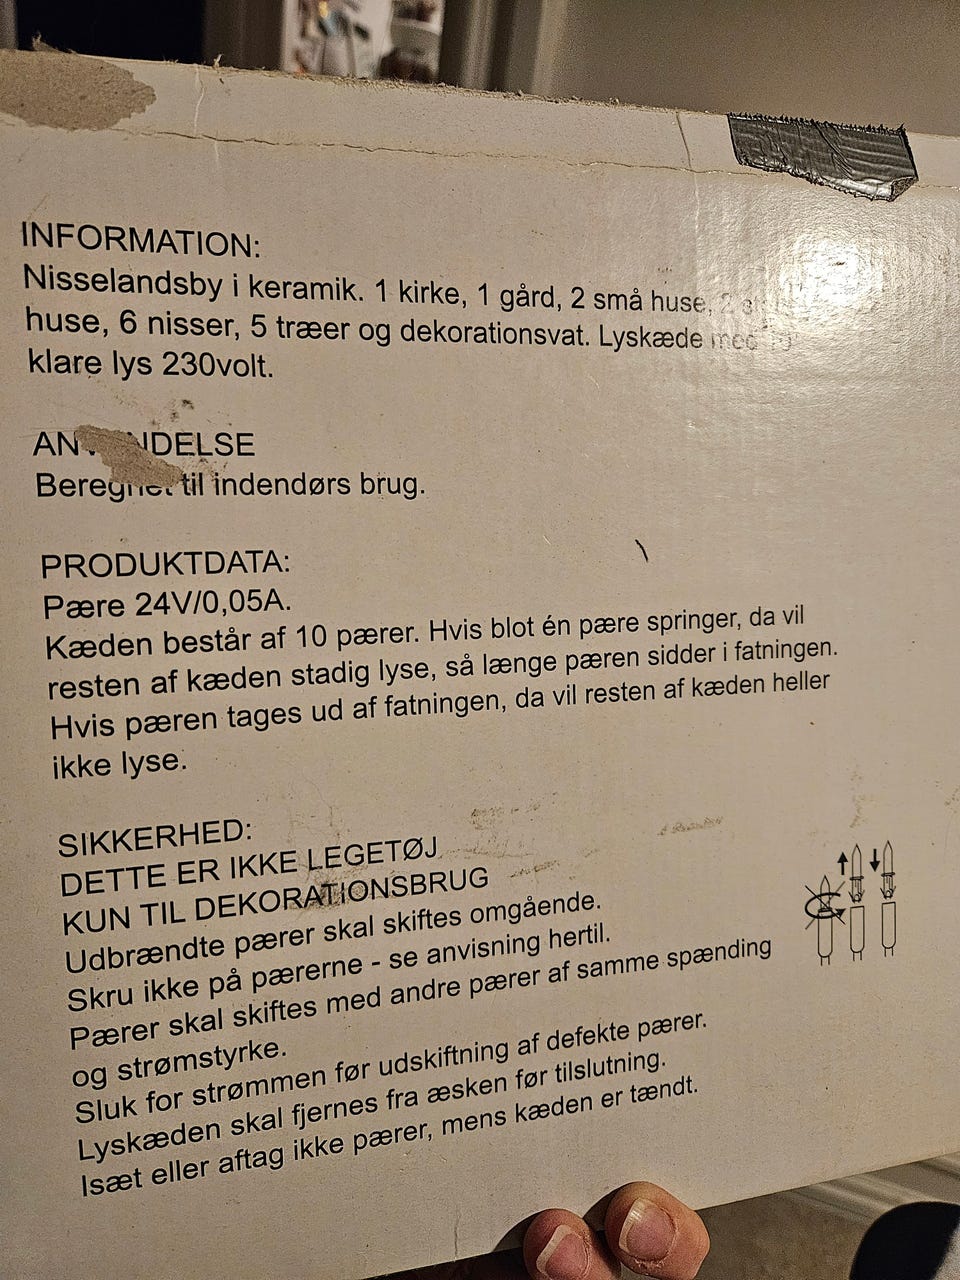 INFORMATION:
Nisselandsby i keramik. 1 kirke, 1 gård, 2 små huse, 2
huse, 6 nisser, 5 træer og dekorationsvat. Lyskæde med
klare lys 230volt.
ANVENDELSE
Beregnet til indendørs brug.
PRODUKTDATA:
Pære 24V/0,05A.
Kæden består af 10 pærer. Hvis blot én pære springer, da vil
resten af kæden stadig lyse, så længe pæren sidder i fatningen.
Hvis pæren tages ud af fatningen, da vil resten af kæden heller
ikke lyse.
SIKKERHED:
DETTE ER IKKE LEGETØJ
KUN TIL DEKORATIONSBRUG
Udbrændte pærer skal skiftes omgående.
Skru ikke på pærerne - se anvisning hertil.
Pærer skal skiftes med andre pærer af samme spænding
og strømstyrke.
Sluk for strømmen før udskiftning af defekte pærer.
Lyskæden skal fjernes fra æsken før tilslutning.
Isæt eller aftag ikke pærer, mens kæden er tændt.